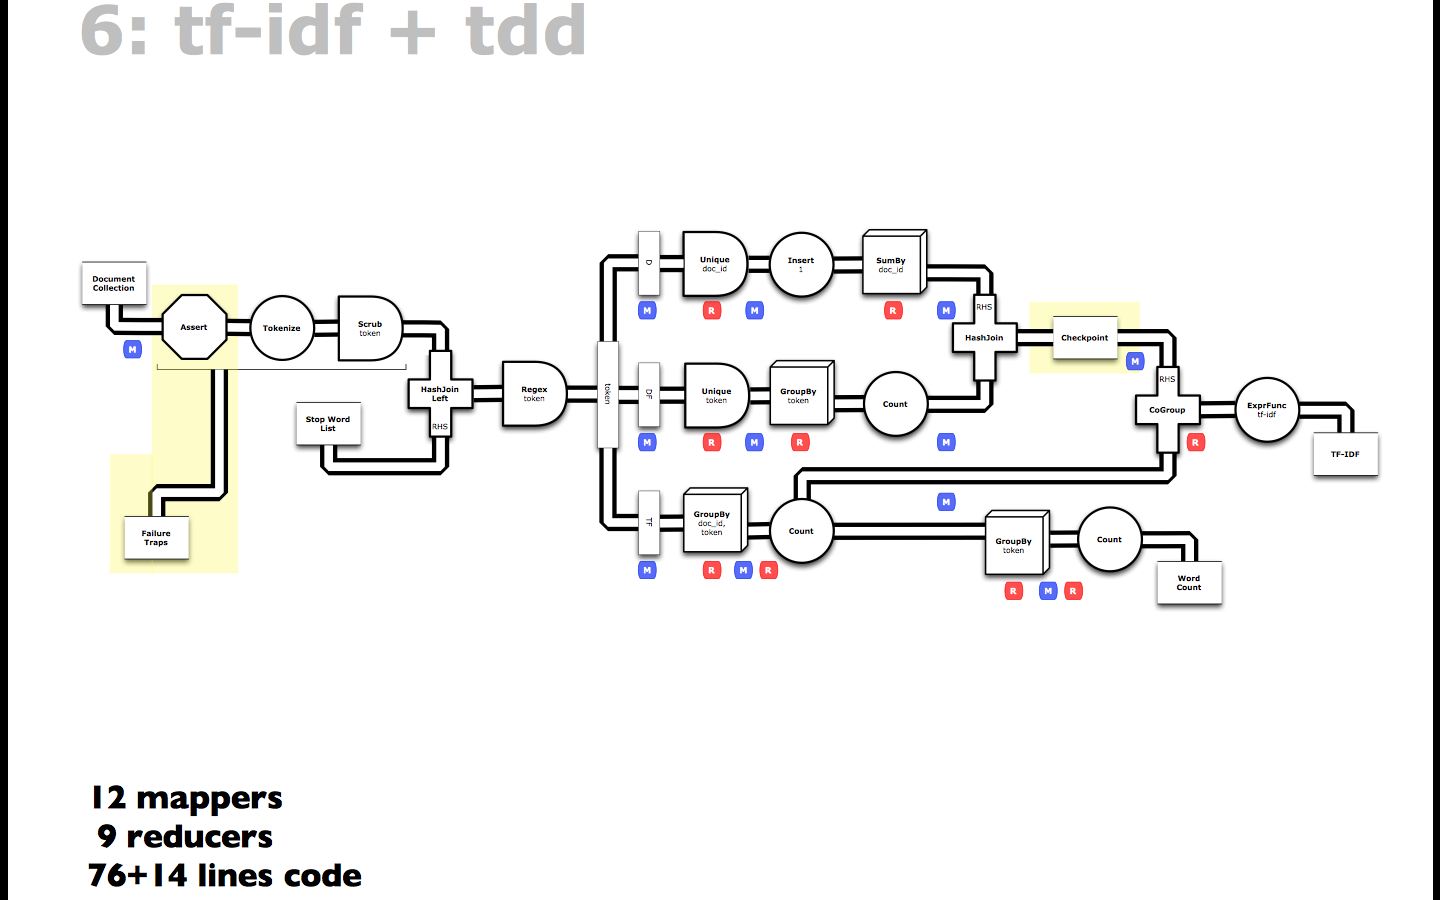 6: tf-idf + tdd
Document
Collection
M
Assert
Tokenize
Scrub
token
HashJoin
Left
RHS
Stop Word
List
Failure
Traps
Regex
token
token
D
M
Unique
doc_id
R
M
Insert
1
SumBy
doc_id
R
M
RHS
HashJoin
DF
M
Unique
token
R
M
GroupBy
token
R
Count
M
Checkpoint
M
RHS
CoGroup
R
ExprFunc
tf-idf
TF-IDF
TF
M
GroupBy
doc_id,
token
R
M
R
Count
M
GroupBy
token
R
M
R
Count
Word
Count
12 mappers
9 reducers
76+14 lines code